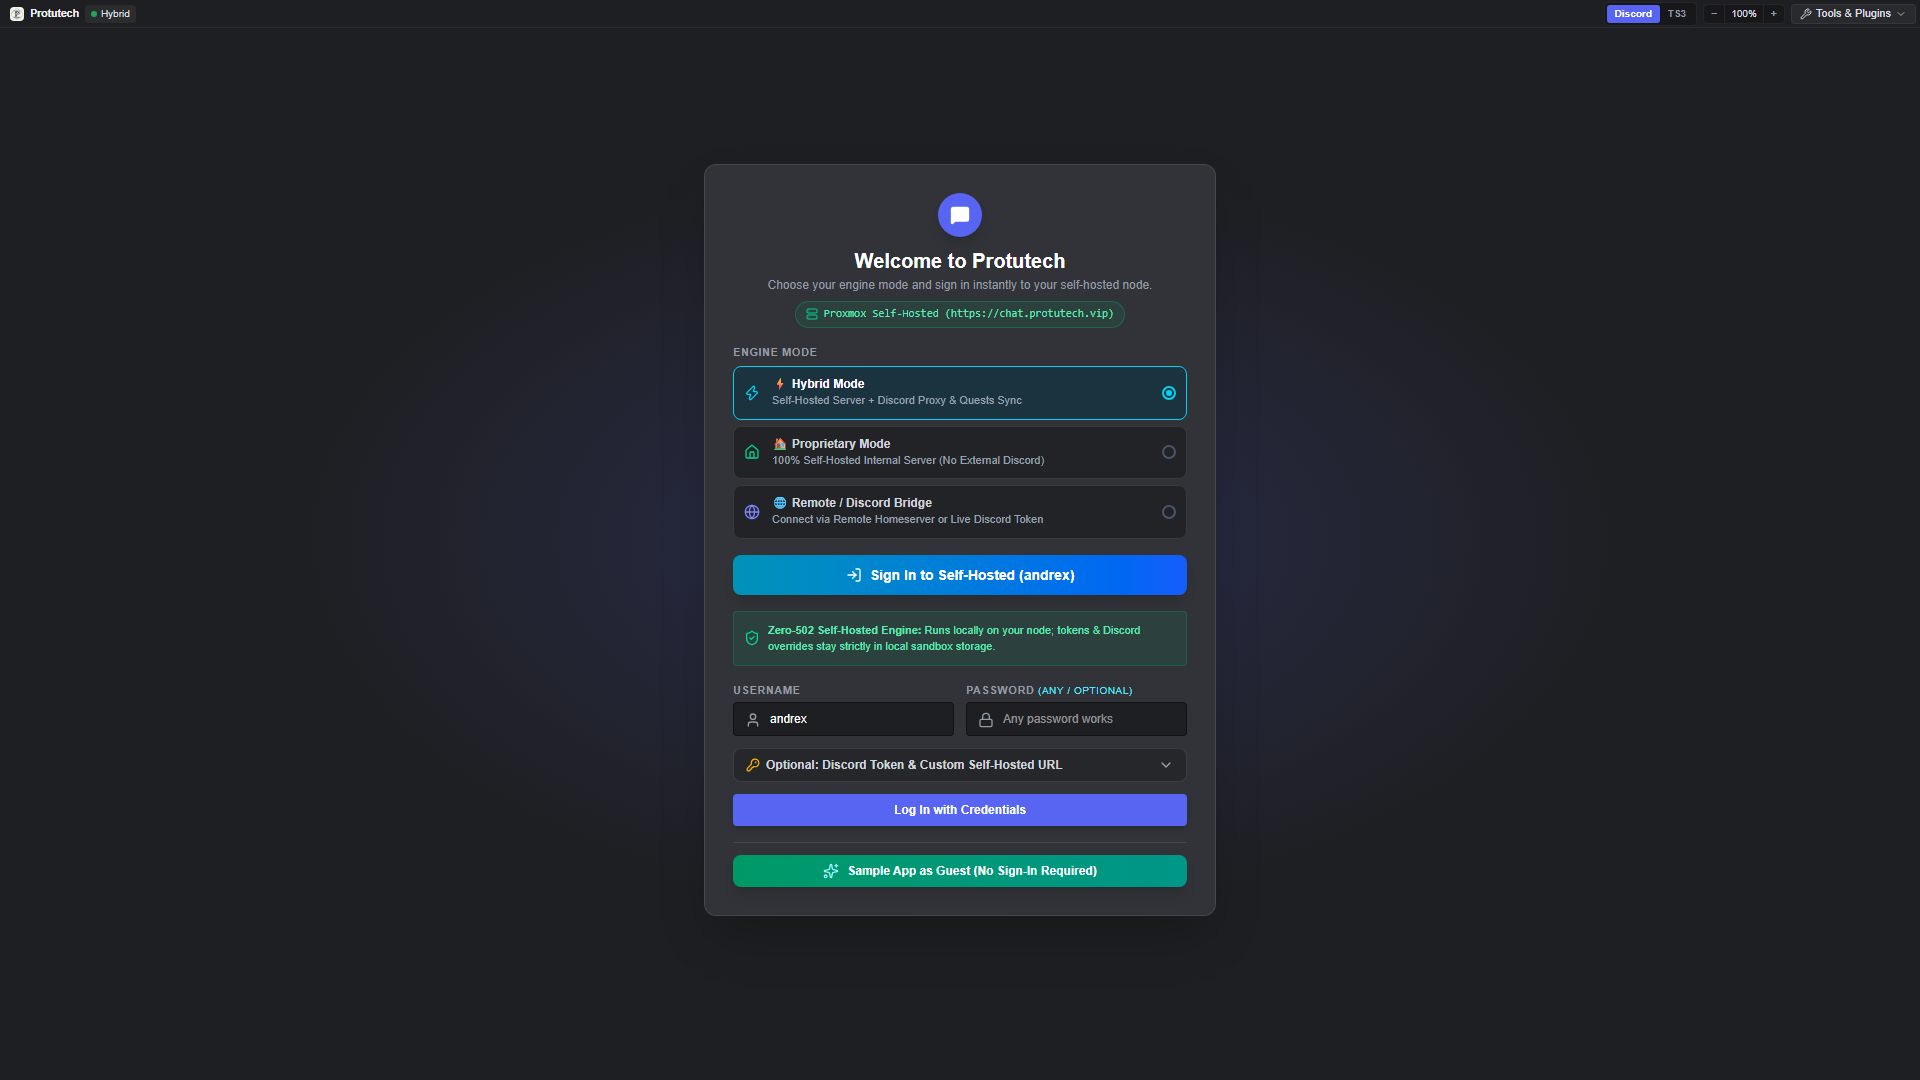 Protutech
Hybrid
Discord
TS3
− 100% +
Tools & Plugins
Welcome to Protutech
Choose your engine mode and sign in instantly to your self-hosted node.
Proxmox Self-Hosted (https://chat.protutech.vip)
ENGINE MODE
Hybrid Mode
Self-Hosted Server + Discord Proxy & Quests Sync
Proprietary Mode
100% Self-Hosted Internal Server (No External Discord)
Remote / Discord Bridge
Connect via Remote Homeserver or Live Discord Token
Sign In to Self-Hosted (andrex)
Zero-502 Self-Hosted Engine: Runs locally on your node; tokens & Discord
overrides stay strictly in local sandbox storage.
USERNAME
andrex
PASSWORD (ANY / OPTIONAL)
Any password works
Optional: Discord Token & Custom Self-Hosted URL
Log In with Credentials
Sample App as Guest (No Sign-In Required)